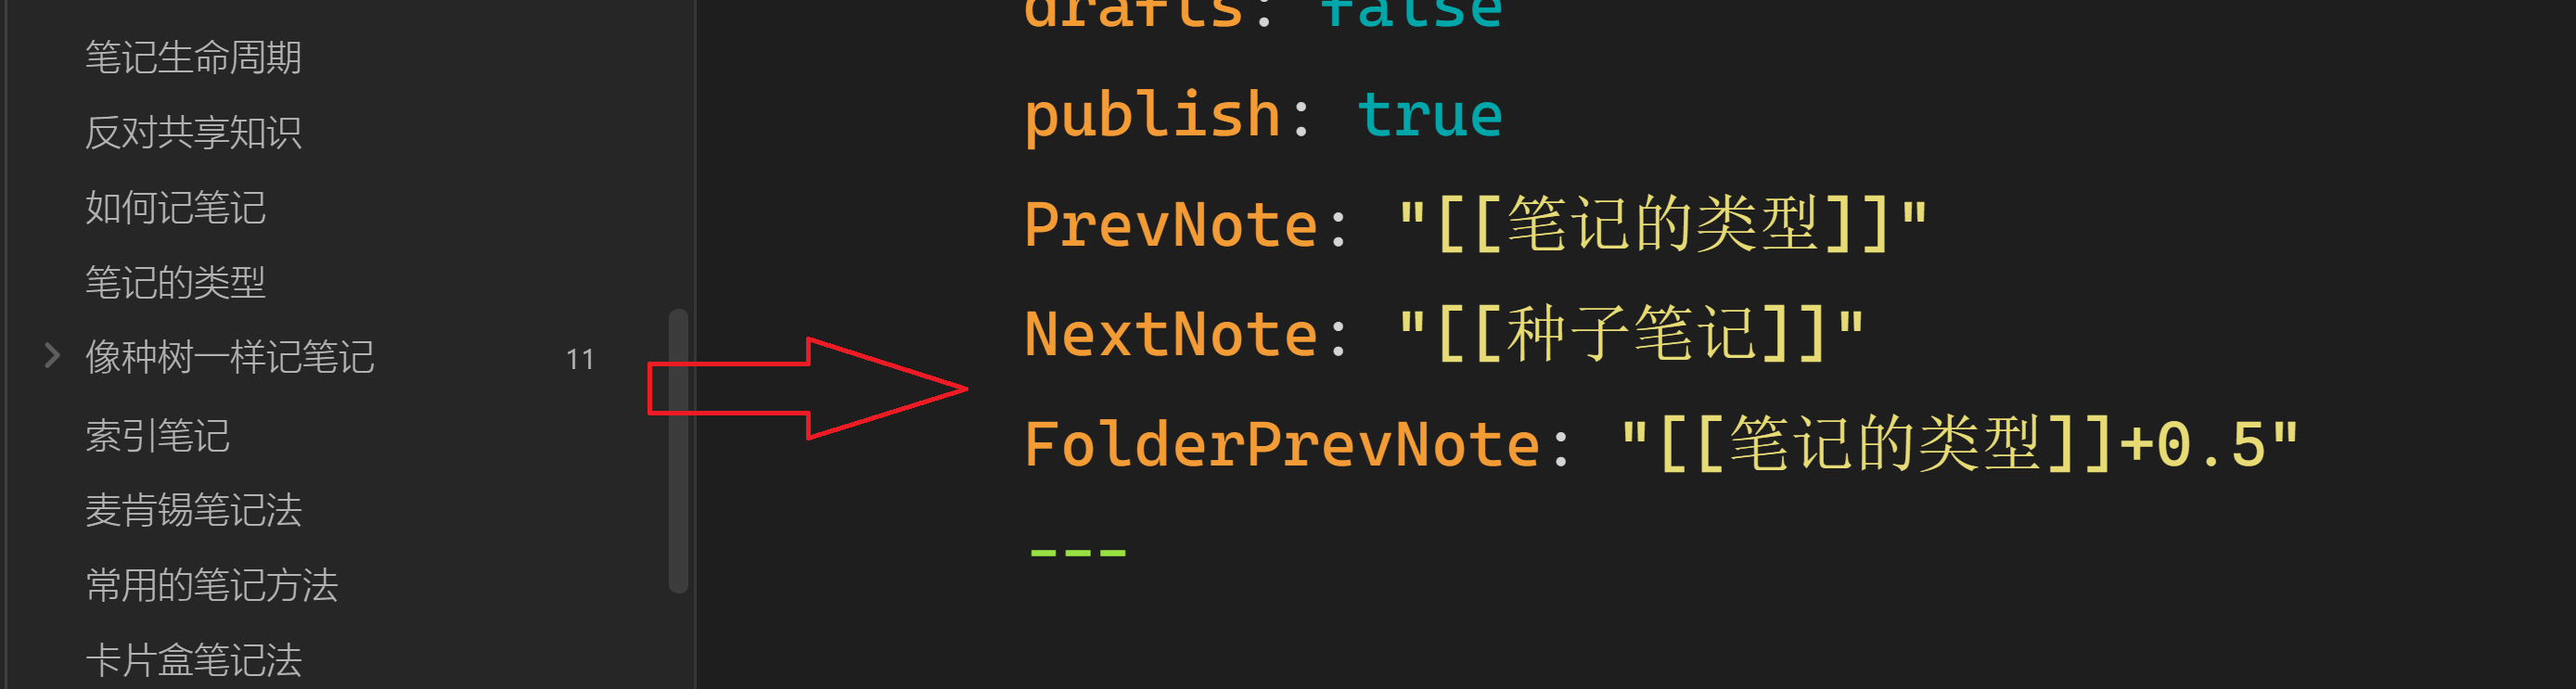 笔记生命周期
反对共享知识
如何记笔记
笔记的类型
像种树一样记笔记 11
索引笔记
麦肯锡笔记法
常用的笔记方法
卡片盒笔记法
drafts: false
publish: true
PrevNote: "[[笔记的类型]]"
NextNote: "[[种子笔记]]"
FolderPrevNote: "[[笔记的类型]]+0.5"
---